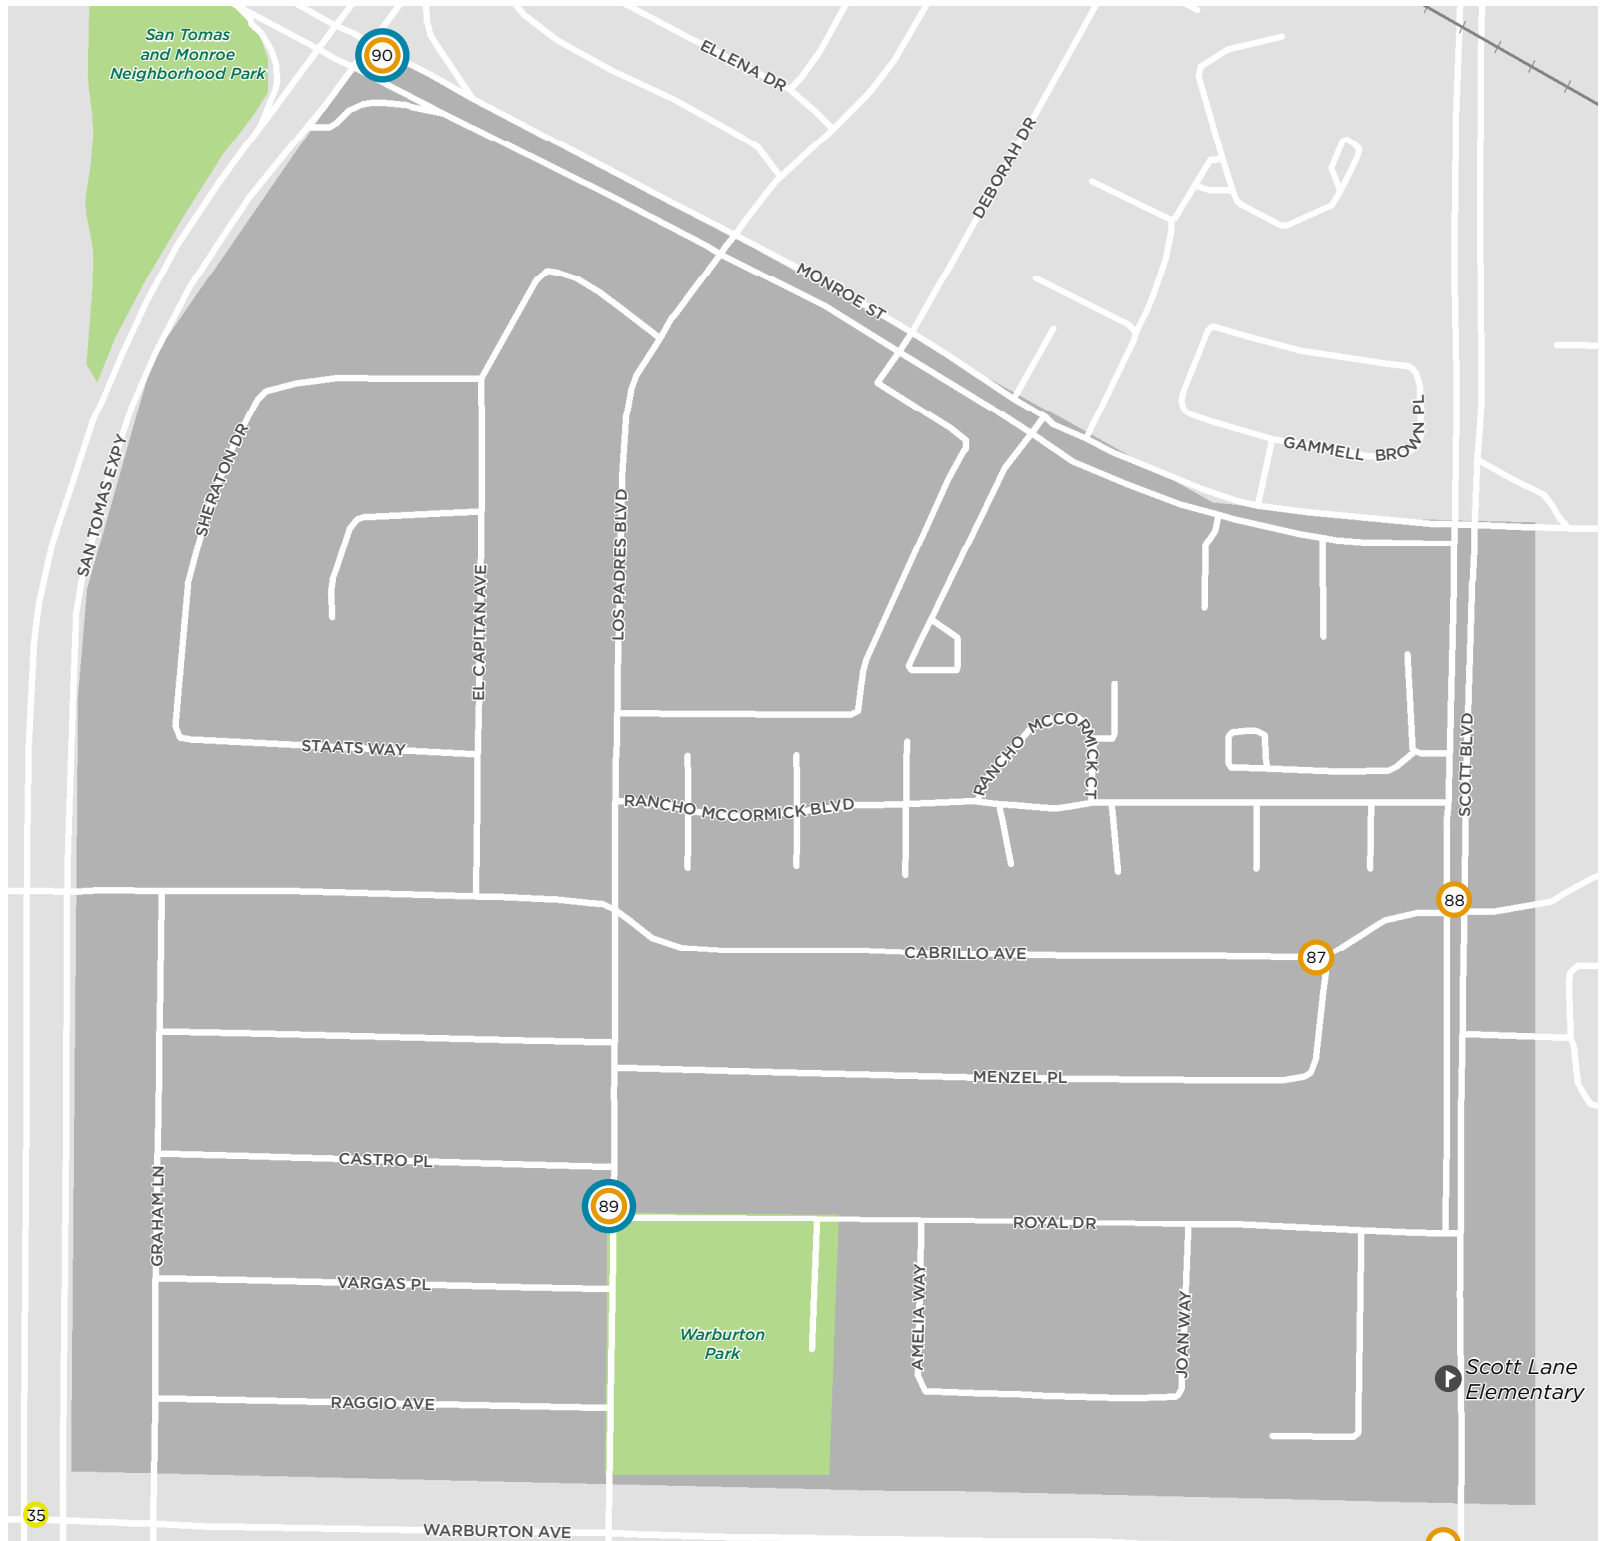 San Tomas
and Monroe
Neighborhood Park
90
ELLENA DR
DEBORAH DR
MONROE ST
GAMMELL BROWN PL
SAN TOMAS EXPY
SHERATON DR
LOS PADRES BLVD
EL CAPITAN AVE
STAATS WAY
RANCHO MCCORMICK CT
SCOTT BLVD
RANCHO MCCORMICK BLVD
88
CABRILLO AVE
87
MENZEL PL
CASTRO PL
GRAHAM LN
89
ROYAL DR
VARGAS PL
AMELIA WAY
JOAN WAY
Warburton
Park
Scott Lane
Elementary
RAGGIO AVE
35
WARBURTON AVE